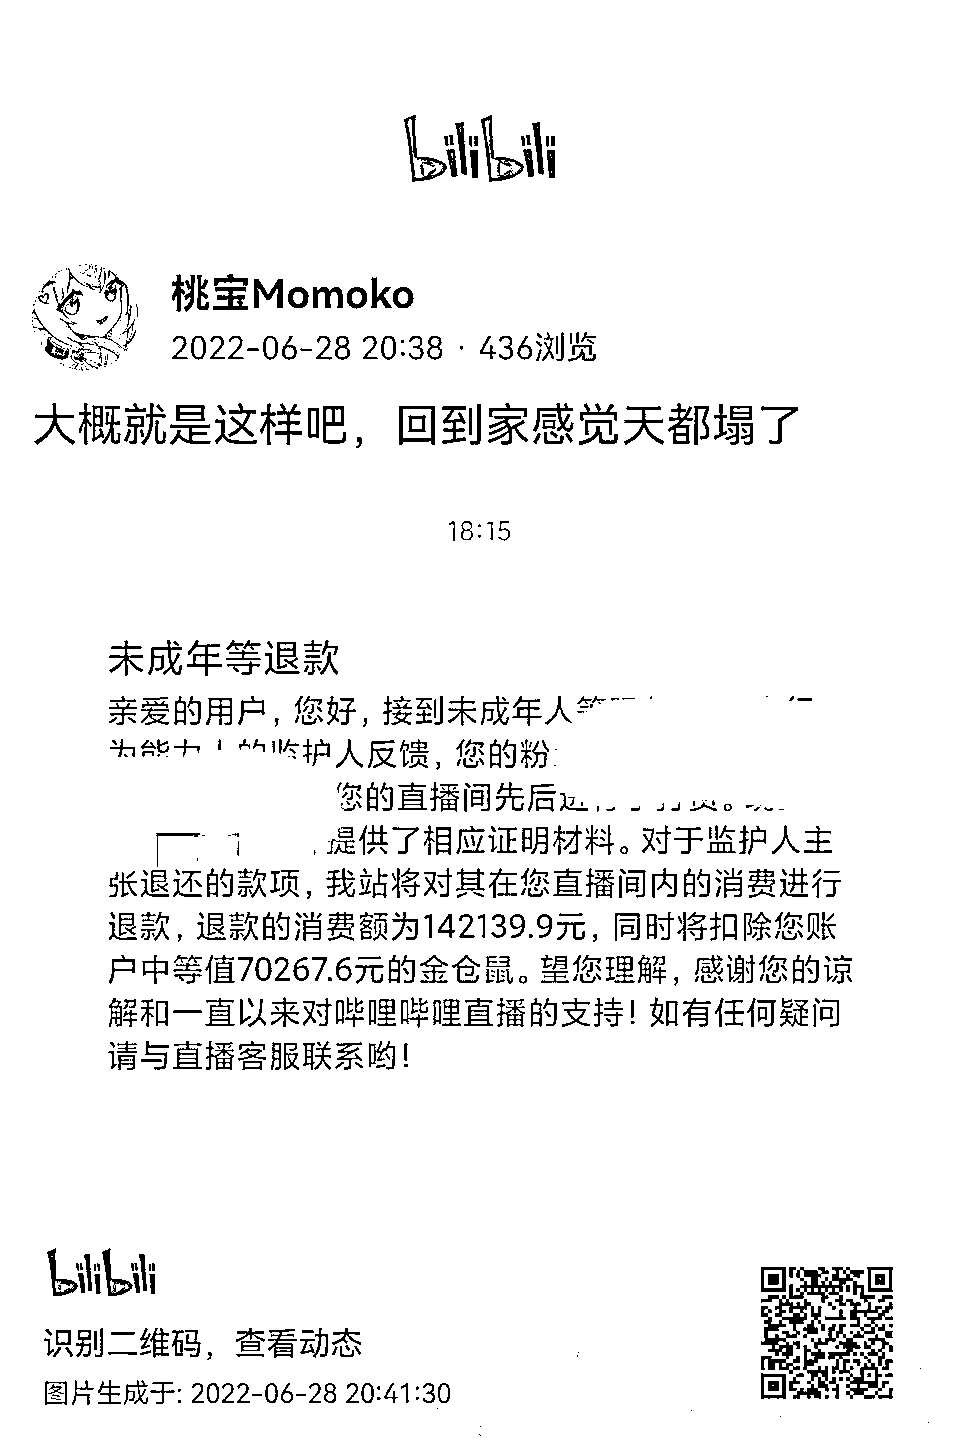 bilibili
桃宝Momoko
2022-06-28 20:38 · 436浏览
大概就是这样吧，回到家感觉天都塌了
18:15
未成年等退款
亲爱的用户，您好，接到未成年人等
护人反馈，您的粉
您的直播间先后进行了打赏。
提供了相应证明材料。对于监护人主
张退还的款项，我站将对其在您直播间内的消费进行
退款，退款的消费额为142139.9元，同时将扣除您账
户中等值70267.6元的金仓鼠。望您理解，感谢您的谅
解和一直以来对哔哩哔哩直播的支持！如有任何疑问
请与直播客服联系哟！
bilibili
识别二维码，查看动态
图片生成于: 2022-06-28 20:41:30